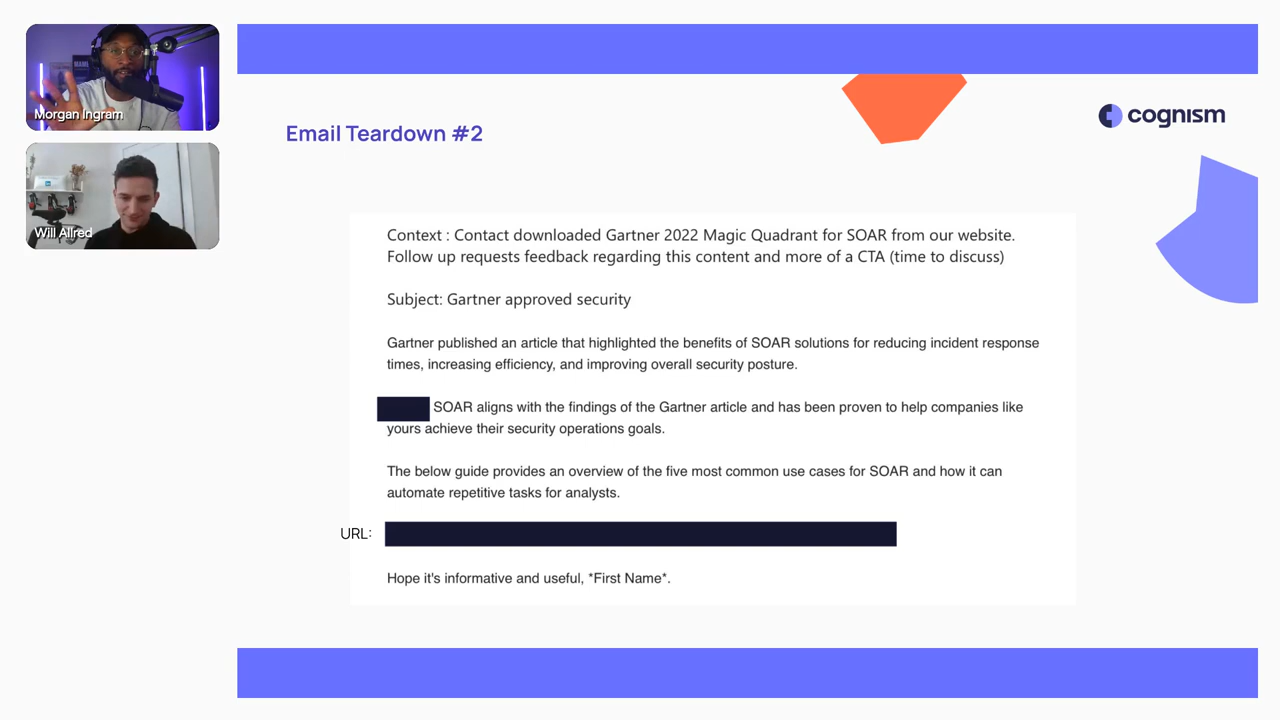 Morgan Ingram
Will Allred
cognism
Email Teardown #2
Context : Contact downloaded Gartner 2022 Magic Quadrant for SOAR from our website.
Follow up requests feedback regarding this content and more of a CTA (time to discuss)
Subject: Gartner approved security
Gartner published an article that highlighted the benefits of SOAR solutions for reducing incident response
times, increasing efficiency, and improving overall security posture.
SOAR aligns with the findings of the Gartner article and has been proven to help companies like
yours achieve their security operations goals.
The below guide provides an overview of the five most common use cases for SOAR and how it can
automate repetitive tasks for analysts.
URL:
Hope it's informative and useful, *First Name*.